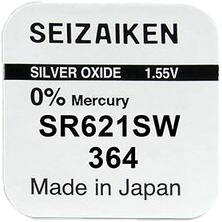 SEIZAIKEN
SILVER OXIDE 1.55V
0% Mercury
SR621SW
364
Made in Japan